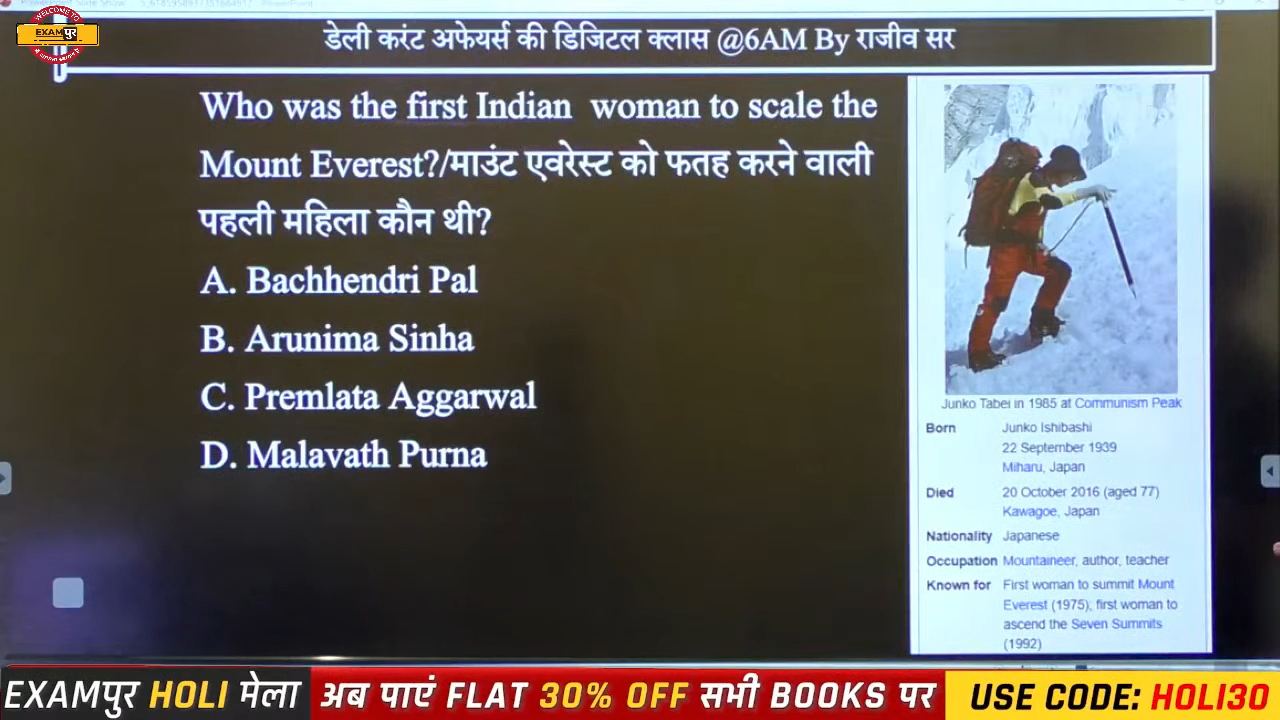 WELCOME TO
EXAMपुर
डेली करंट अफेयर्स की डिजिटल क्लास @6AM By राजीव सर
Who was the first Indian woman to scale the
Mount Everest?/माउंट एवरेस्ट को फतह करने वाली
पहली महिला कौन थी?
A. Bachhendri Pal
B. Arunima Sinha
C. Premlata Aggarwal
D. Malavath Purna
Junko Tabei in 1985 at Communism Peak
Born Junko Ishibashi
22 September 1939
Miharu, Japan
Died 20 October 2016 (aged 77)
Kawagoe, Japan
Nationality Japanese
Occupation Mountaineer, author, teacher
Known for First woman to summit Mount
Everest (1975); first woman to
ascend the Seven Summits
(1992)
EXAMपुर HOLI मेला
अब पाएं FLAT 30% OFF सभी BOOKS पर
USE CODE: HOLI30